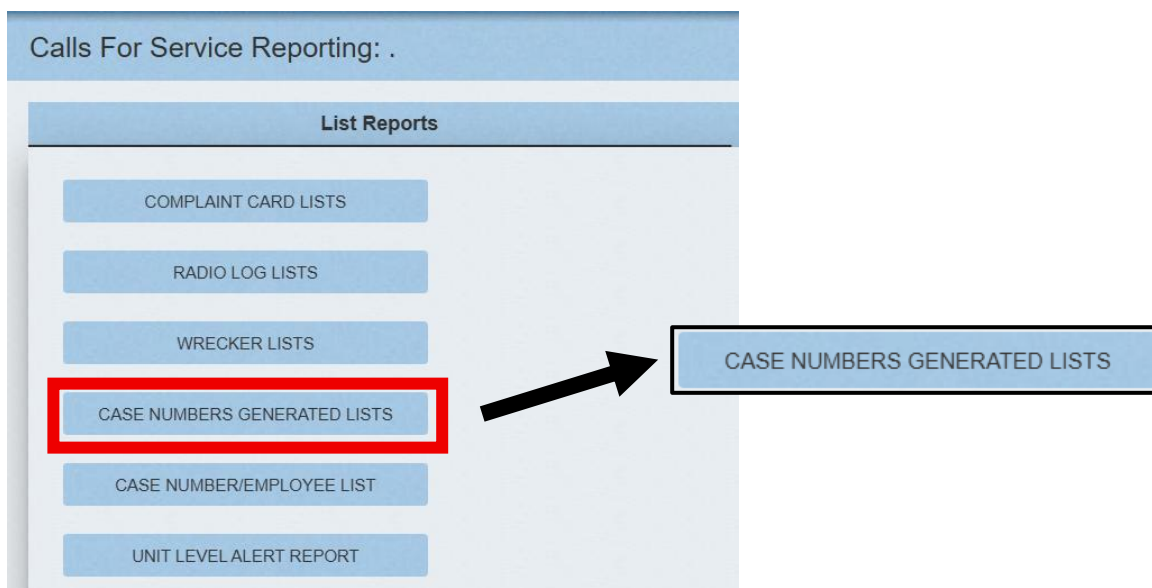 Calls For Service Reporting: .
List Reports
COMPLAINT CARD LISTS
RADIO LOG LISTS
WRECKER LISTS
CASE NUMBERS GENERATED LISTS
CASE NUMBERS GENERATED LISTS
CASE NUMBER/EMPLOYEE LIST
UNIT LEVEL ALERT REPORT